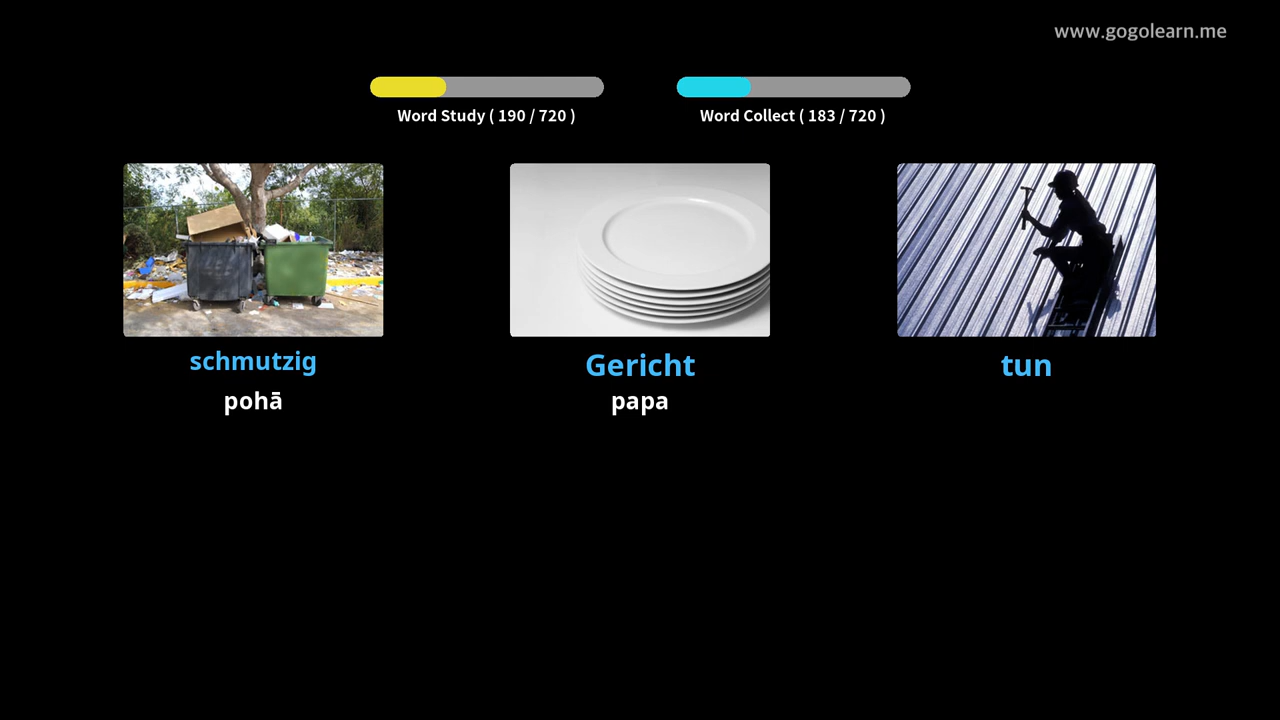 www.gogolearn.me
Word Study ( 190 / 720 )
Word Collect ( 183 / 720 )
schmutzig
Gericht
tun
pohā
papa